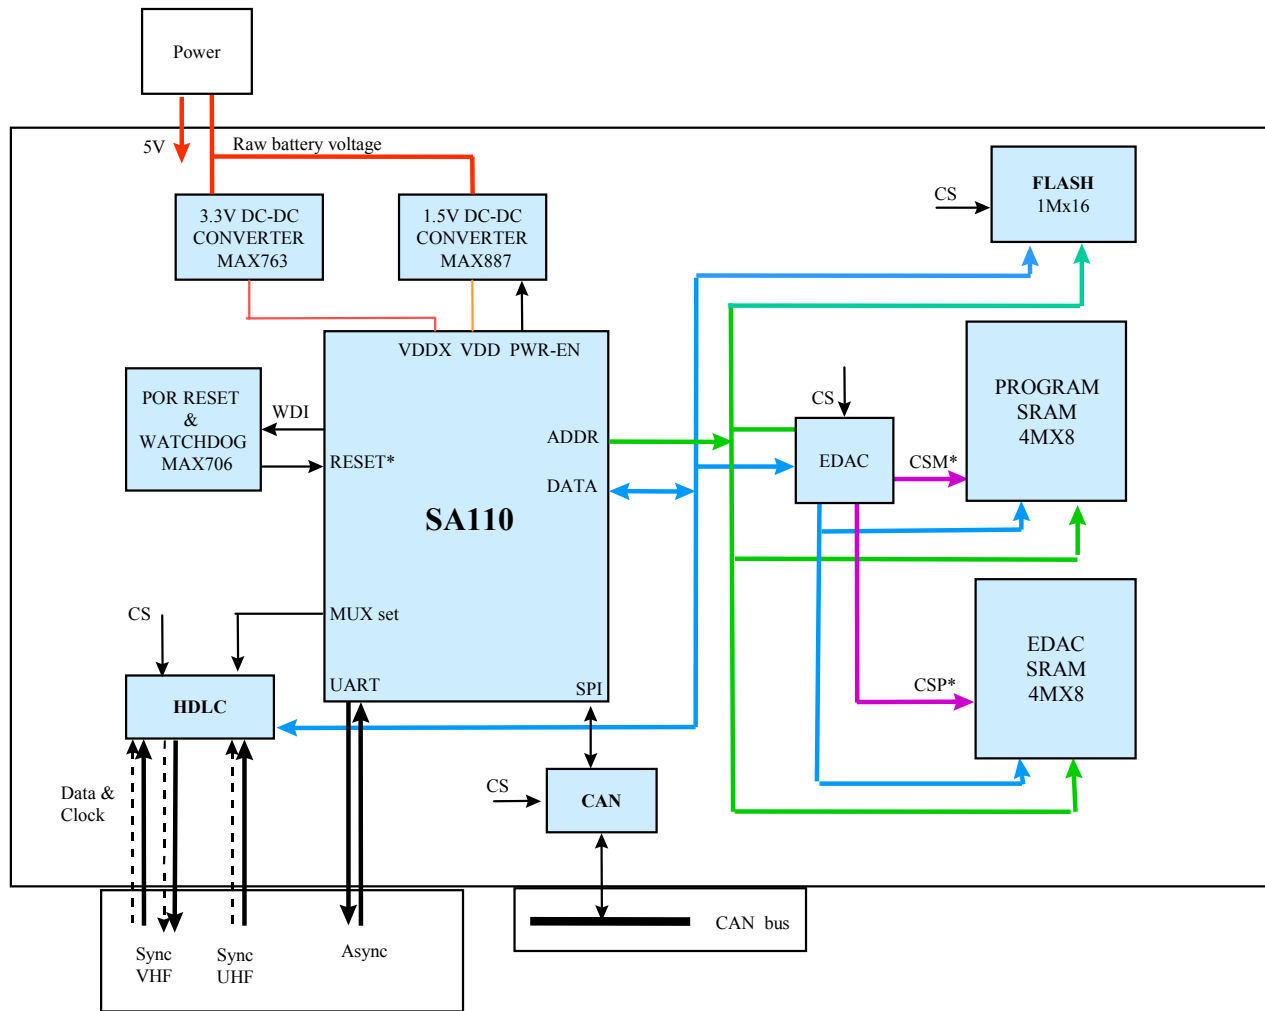 Power
5V
Raw battery voltage
3.3V DC-DC
CONVERTER
MAX763
1.5V DC-DC
CONVERTER
MAX887
CS
FLASH
1Mx16
VDDX VDD PWR-EN
POR RESET
&
WATCHDOG
MAX706
WDI
RESET*
ADDR
DATA
SA110
CS
EDAC
CSM*
PROGRAM
SRAM
4MX8
CS
MUX set
HDLC
UART
SPI
CSP*
EDAC
SRAM
4MX8
Data &
Clock
CS
CAN
Sync
VHF
Sync
UHF
Async
CAN bus